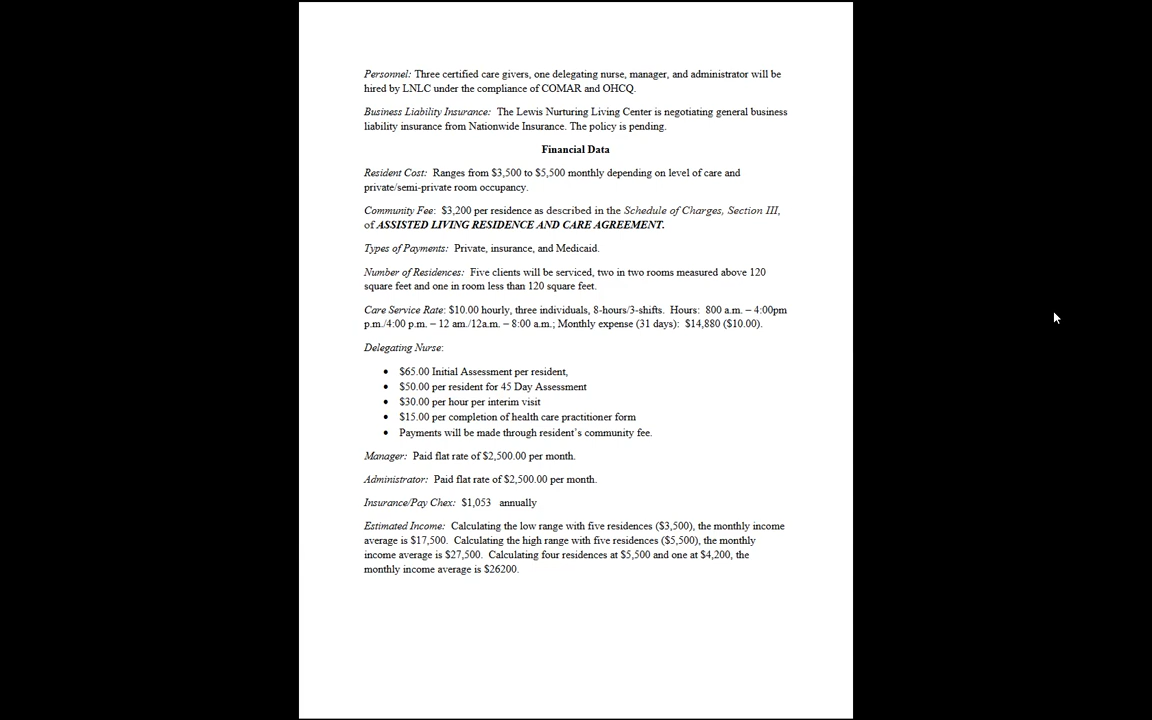 Personnel: Three certified care givers, one delegating nurse, manager, and administrator will be
hired by LNLC under the compliance of COMAR and OHCQ.
Business Liability Insurance: The Lewis Nurturing Living Center is negotiating general business
liability insurance from Nationwide Insurance. The policy is pending.
Financial Data
Resident Cost: Ranges from $3,500 to $5,500 monthly depending on level of care and
private/semi-private room occupancy.
Community Fee: $3,200 per residence as described in the Schedule of Charges, Section III,
of ASSISTED LIVING RESIDENCE AND CARE AGREEMENT.
Types of Payments: Private, insurance, and Medicaid.
Number of Residences: Five clients will be serviced, two in two rooms measured above 120
square feet and one in room less than 120 square feet.
Care Service Rate: $10.00 hourly, three individuals, 8-hours/3-shifts. Hours: 800 a.m. – 4:00pm
p.m./4:00 p.m. – 12 am./12a.m. – 8:00 a.m.; Monthly expense (31 days): $14,880 ($10.00).
Delegating Nurse:
• $65.00 Initial Assessment per resident,
• $50.00 per resident for 45 Day Assessment
• $30.00 per hour per interim visit
• $15.00 per completion of health care practitioner form
• Payments will be made through resident's community fee.
Manager: Paid flat rate of $2,500.00 per month.
Administrator: Paid flat rate of $2,500.00 per month.
Insurance/Pay Chex: $1,053 annually
Estimated Income: Calculating the low range with five residences ($3,500), the monthly income
average is $17,500. Calculating the high range with five residences ($5,500), the monthly
income average is $27,500. Calculating four residences at $5,500 and one at $4,200, the
monthly income average is $26200.